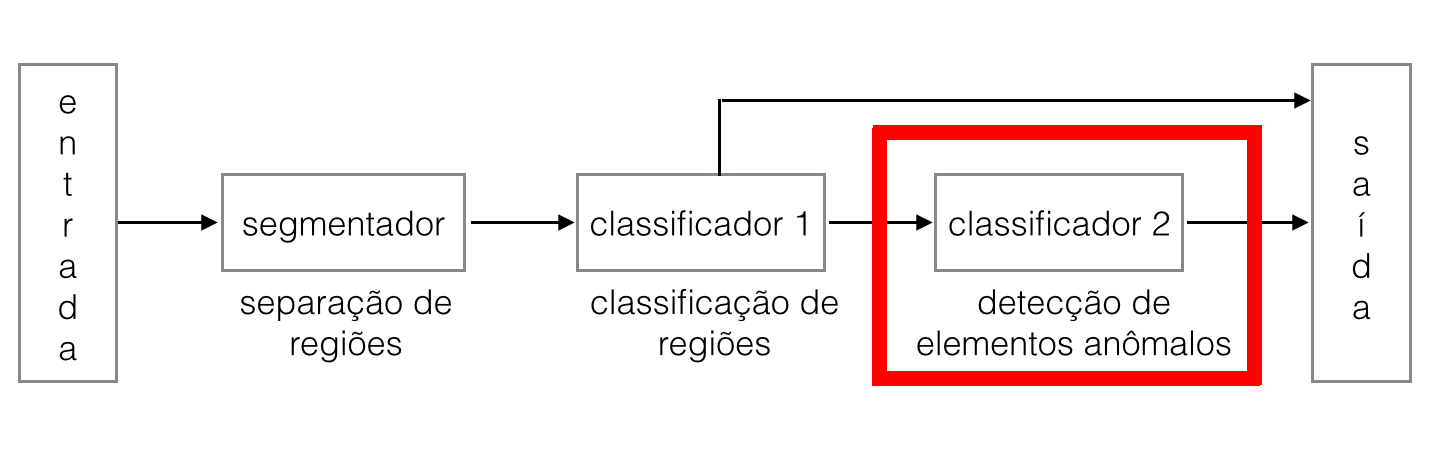 entrada
segmentador
separação de
regiões
classificador 1
classificação de
regiões
classificador 2
detecção de
elementos anômalos
saída